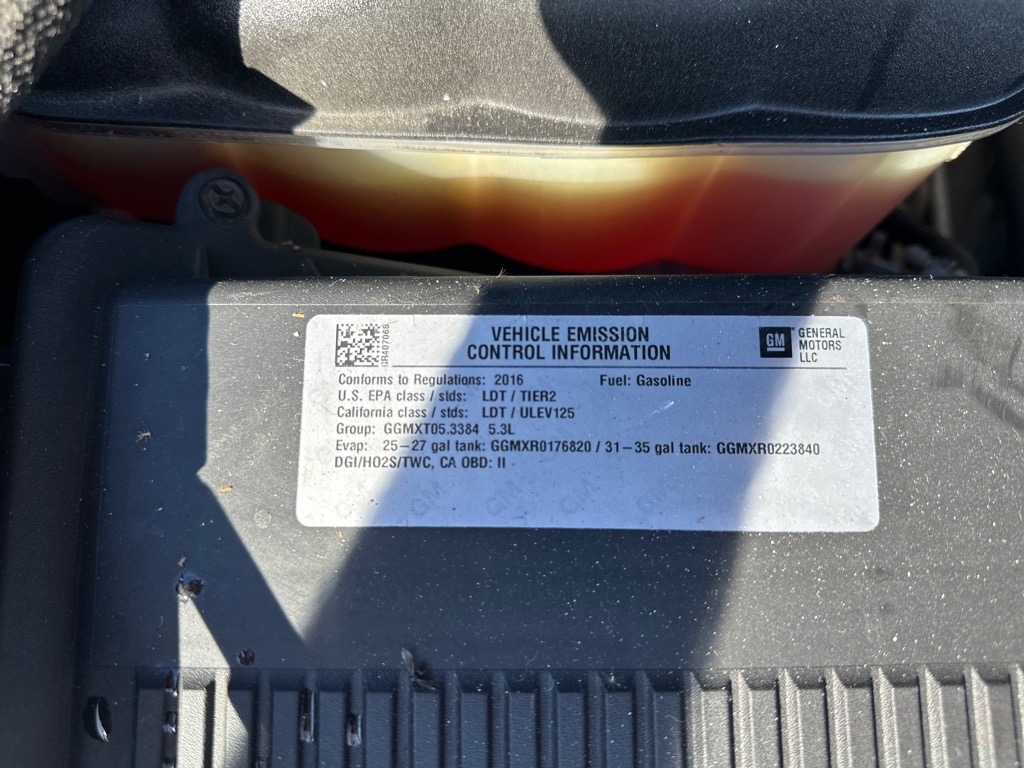 VEHICLE EMISSION
CONTROL INFORMATION
GM
GENERAL
MOTORS
LLC
GR407068
Conforms to Regulations: 2016 Fuel: Gasoline
U.S. EPA class / stds: LDT / TIER2
California class / stds: LDT / ULEV125
Group: GGMXT05.3384 5.3L
Evap: 25-27 gal tank: GGMXR0176820 / 31-35 gal tank: GGMXR0223840
DGI/HO2S/TWC, CA OBD: II